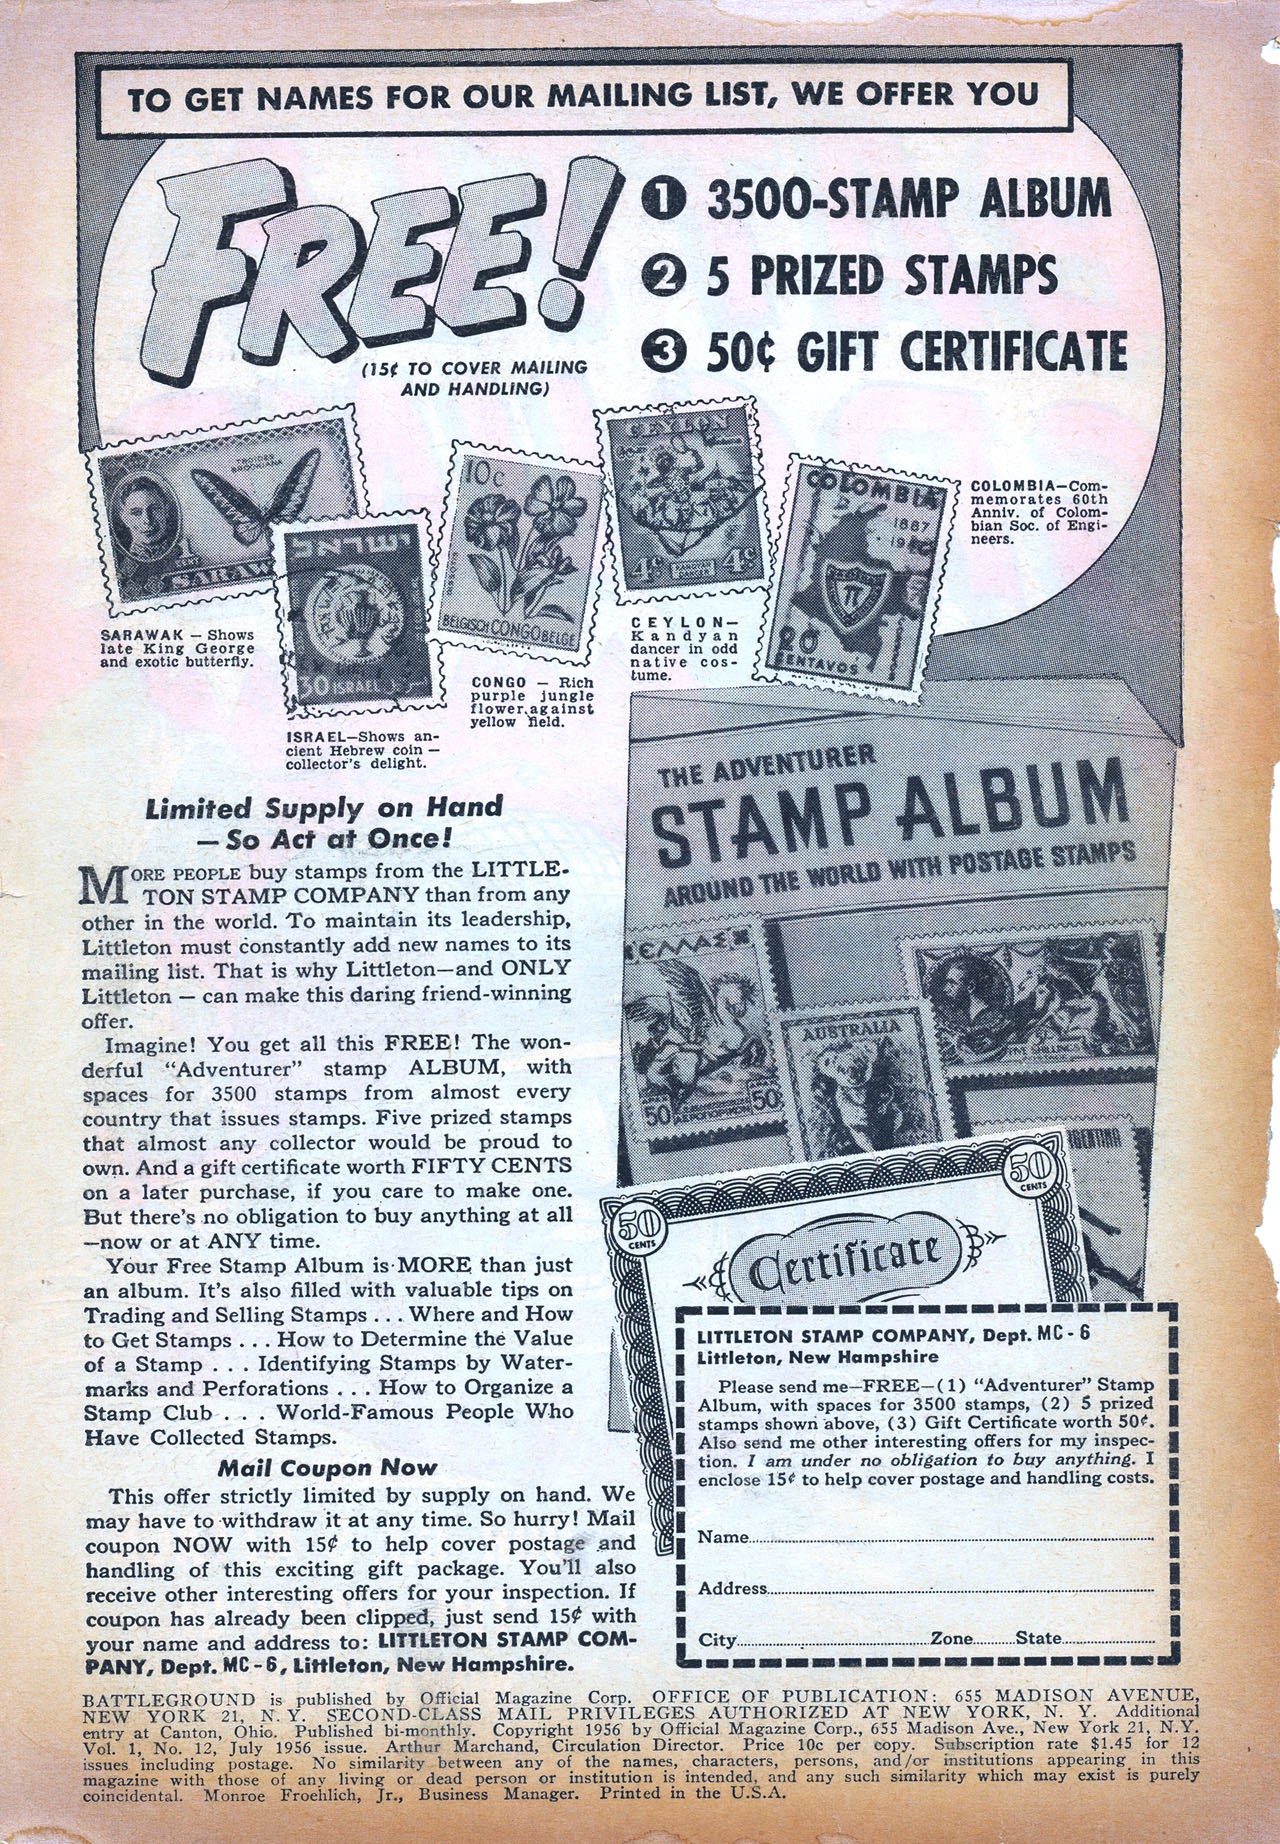 TO GET NAMES FOR OUR MAILING LIST, WE OFFER YOU
FREE!
(15¢ TO COVER MAILING
AND HANDLING)
1 3500-STAMP ALBUM
2 5 PRIZED STAMPS
3 50¢ GIFT CERTIFICATE
TROIDES
BROOKIANA
1
CENT
SARAW
SARAWAK — Shows
late King George
and exotic butterfly.
ישראל
30 ISRAEL
ISRAEL—Shows an-
cient Hebrew coin —
collector's delight.
10c
BELGISCH CONGO BELGE
CONGO — Rich
purple jungle
flower against
yellow field.
CEYLON
4c 4c
CEYLON—
Kandyan
dancer in odd
native cos-
tume.
COLOMBIA
1887
20
CENTAVOS
COLOMBIA—Com-
memorates 60th
Anniv. of Colom-
bian Soc. of Engi-
neers.
THE ADVENTURER
STAMP ALBUM
AROUND THE WORLD WITH POSTAGE STAMPS
ΕΛΛΑΣ
50 50
AUSTRALIA
FIVE SHILLINGS
50
CENTS
50
CENTS
Certificate
Limited Supply on Hand
—So Act at Once!
MORE PEOPLE buy stamps from the LITTLE-
TON STAMP COMPANY than from any
other in the world. To maintain its leadership,
Littleton must constantly add new names to its
mailing list. That is why Littleton—and ONLY
Littleton — can make this daring friend-winning
offer.
Imagine! You get all this FREE! The won-
derful "Adventurer" stamp ALBUM, with
spaces for 3500 stamps from almost every
country that issues stamps. Five prized stamps
that almost any collector would be proud to
own. And a gift certificate worth FIFTY CENTS
on a later purchase, if you care to make one.
But there's no obligation to buy anything at all
—now or at ANY time.
Your Free Stamp Album is MORE than just
an album. It's also filled with valuable tips on
Trading and Selling Stamps . . . Where and How
to Get Stamps . . . How to Determine the Value
of a Stamp . . . Identifying Stamps by Water-
marks and Perforations . . . How to Organize a
Stamp Club . . . World-Famous People Who
Have Collected Stamps.
Mail Coupon Now
This offer strictly limited by supply on hand. We
may have to withdraw it at any time. So hurry! Mail
coupon NOW with 15¢ to help cover postage and
handling of this exciting gift package. You'll also
receive other interesting offers for your inspection. If
coupon has already been clipped, just send 15¢ with
your name and address to: LITTLETON STAMP COM-
PANY, Dept. MC-6, Littleton, New Hampshire.
LITTLETON STAMP COMPANY, Dept. MC-6
Littleton, New Hampshire
Please send me—FREE—(1) "Adventurer" Stamp
Album, with spaces for 3500 stamps, (2) 5 prized
stamps shown above, (3) Gift Certificate worth 50¢.
Also send me other interesting offers for my inspec-
tion. I am under no obligation to buy anything. I
enclose 15¢ to help cover postage and handling costs.
Name
Address
City Zone State
BATTLEGROUND is published by Official Magazine Corp. OFFICE OF PUBLICATION: 655 MADISON AVENUE,
NEW YORK 21, N. Y. SECOND-CLASS MAIL PRIVILEGES AUTHORIZED AT NEW YORK, N. Y. Additional
entry at Canton, Ohio. Published bi-monthly. Copyright 1956 by Official Magazine Corp., 655 Madison Ave., New York 21, N.Y.
Vol. 1, No. 12, July 1956 issue. Arthur Marchand, Circulation Director. Price 10c per copy. Subscription rate $1.45 for 12
issues including postage. No similarity between any of the names, characters, persons, and/or institutions appearing in this
magazine with those of any living or dead person or institution is intended, and any such similarity which may exist is purely
coincidental. Monroe Froehlich, Jr., Business Manager. Printed in the U.S.A.